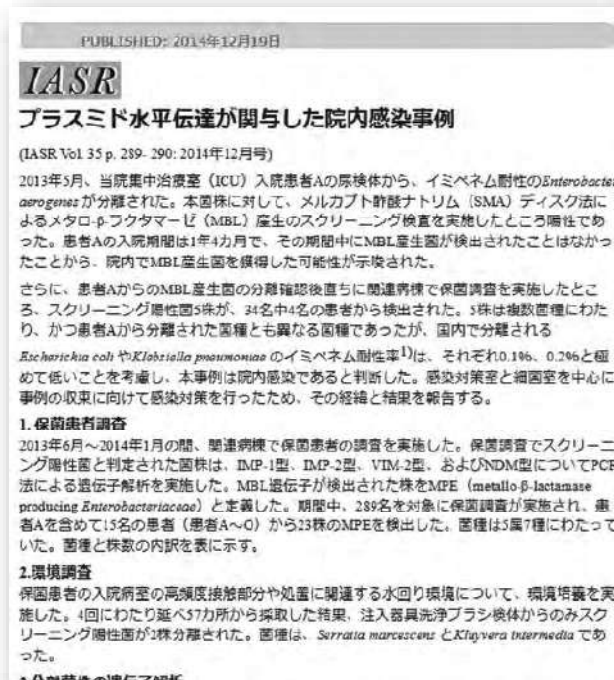 PUBLISHED: 2014年12月19日
IASR
プラスミド水平伝達が関与した院内感染事例
(IASR Vol. 35 p. 289- 290: 2014年12月号)
2013年5月、当院集中治療室（ICU）入院患者Aの尿検体から、イミペネム耐性のEnterobacter
aerogenesが分離された。本菌株に対して、メルカプト酢酸ナトリム（SMA）ディスク法に
よるメタロ-β-ラクタマーゼ（MBL）産生のスクリーニング検査を実施したところ陽性であ
った。患者Aの入院期間は1年4カ月で、その期間中にMBL産生菌が検出されたことはなかっ
たことから、院内でMBL産生菌を獲得した可能性が示唆された。
さらに、患者AからのMBL産生菌の分離確認後直ちに関連病棟で保菌調査を実施したとこ
ろ、スクリーニング陽性菌5株が、34名中4名の患者から検出された。5株は複数菌種にわた
り、かつ患者Aから分離された菌種とも異なる菌種であったが、国内で分離される
Escherichia coli やKlebsiella pneumoniae のイミペネム耐性率1)は、それぞれ0.1%、0.2%と極
めて低いことを考慮し、本事例は院内感染であると判断した。感染対策室と細菌室を中心に
事例の収束に向けて感染対策を行ったため、その経緯と結果を報告する。
1. 保菌患者調査
2013年6月～2014年1月の間、関連病棟で保菌患者の調査を実施した。保菌調査でスクリーニ
ング陽性菌と判定された菌株は、IMP-1型、IMP-2型、VIM-2型、およびNDM型についてPCR
法による遺伝子解析を実施した。MBL遺伝子が検出された株をMPE（metallo-β-lactamase
producing Enterobacteriaceae）と定義した。期間中、289名を対象に保菌調査が実施され、患
者Aを含めて15名の患者（患者A～O）から23株のMPEを検出した。菌種は5属7種にわたって
いた。菌種と株数の内訳を表に示す。
2.環境調査
保菌患者の入院病室の高頻度接触部分や処置に関連する水回り環境について、環境培養を実
施した。4回にわたり延べ57カ所から採取した結果、注入器具洗浄ブラシ検体からのみスク
リーニング陽性菌が2株分離された。菌種は、Serratia marcescens とKluyvera intermedia であ
った。